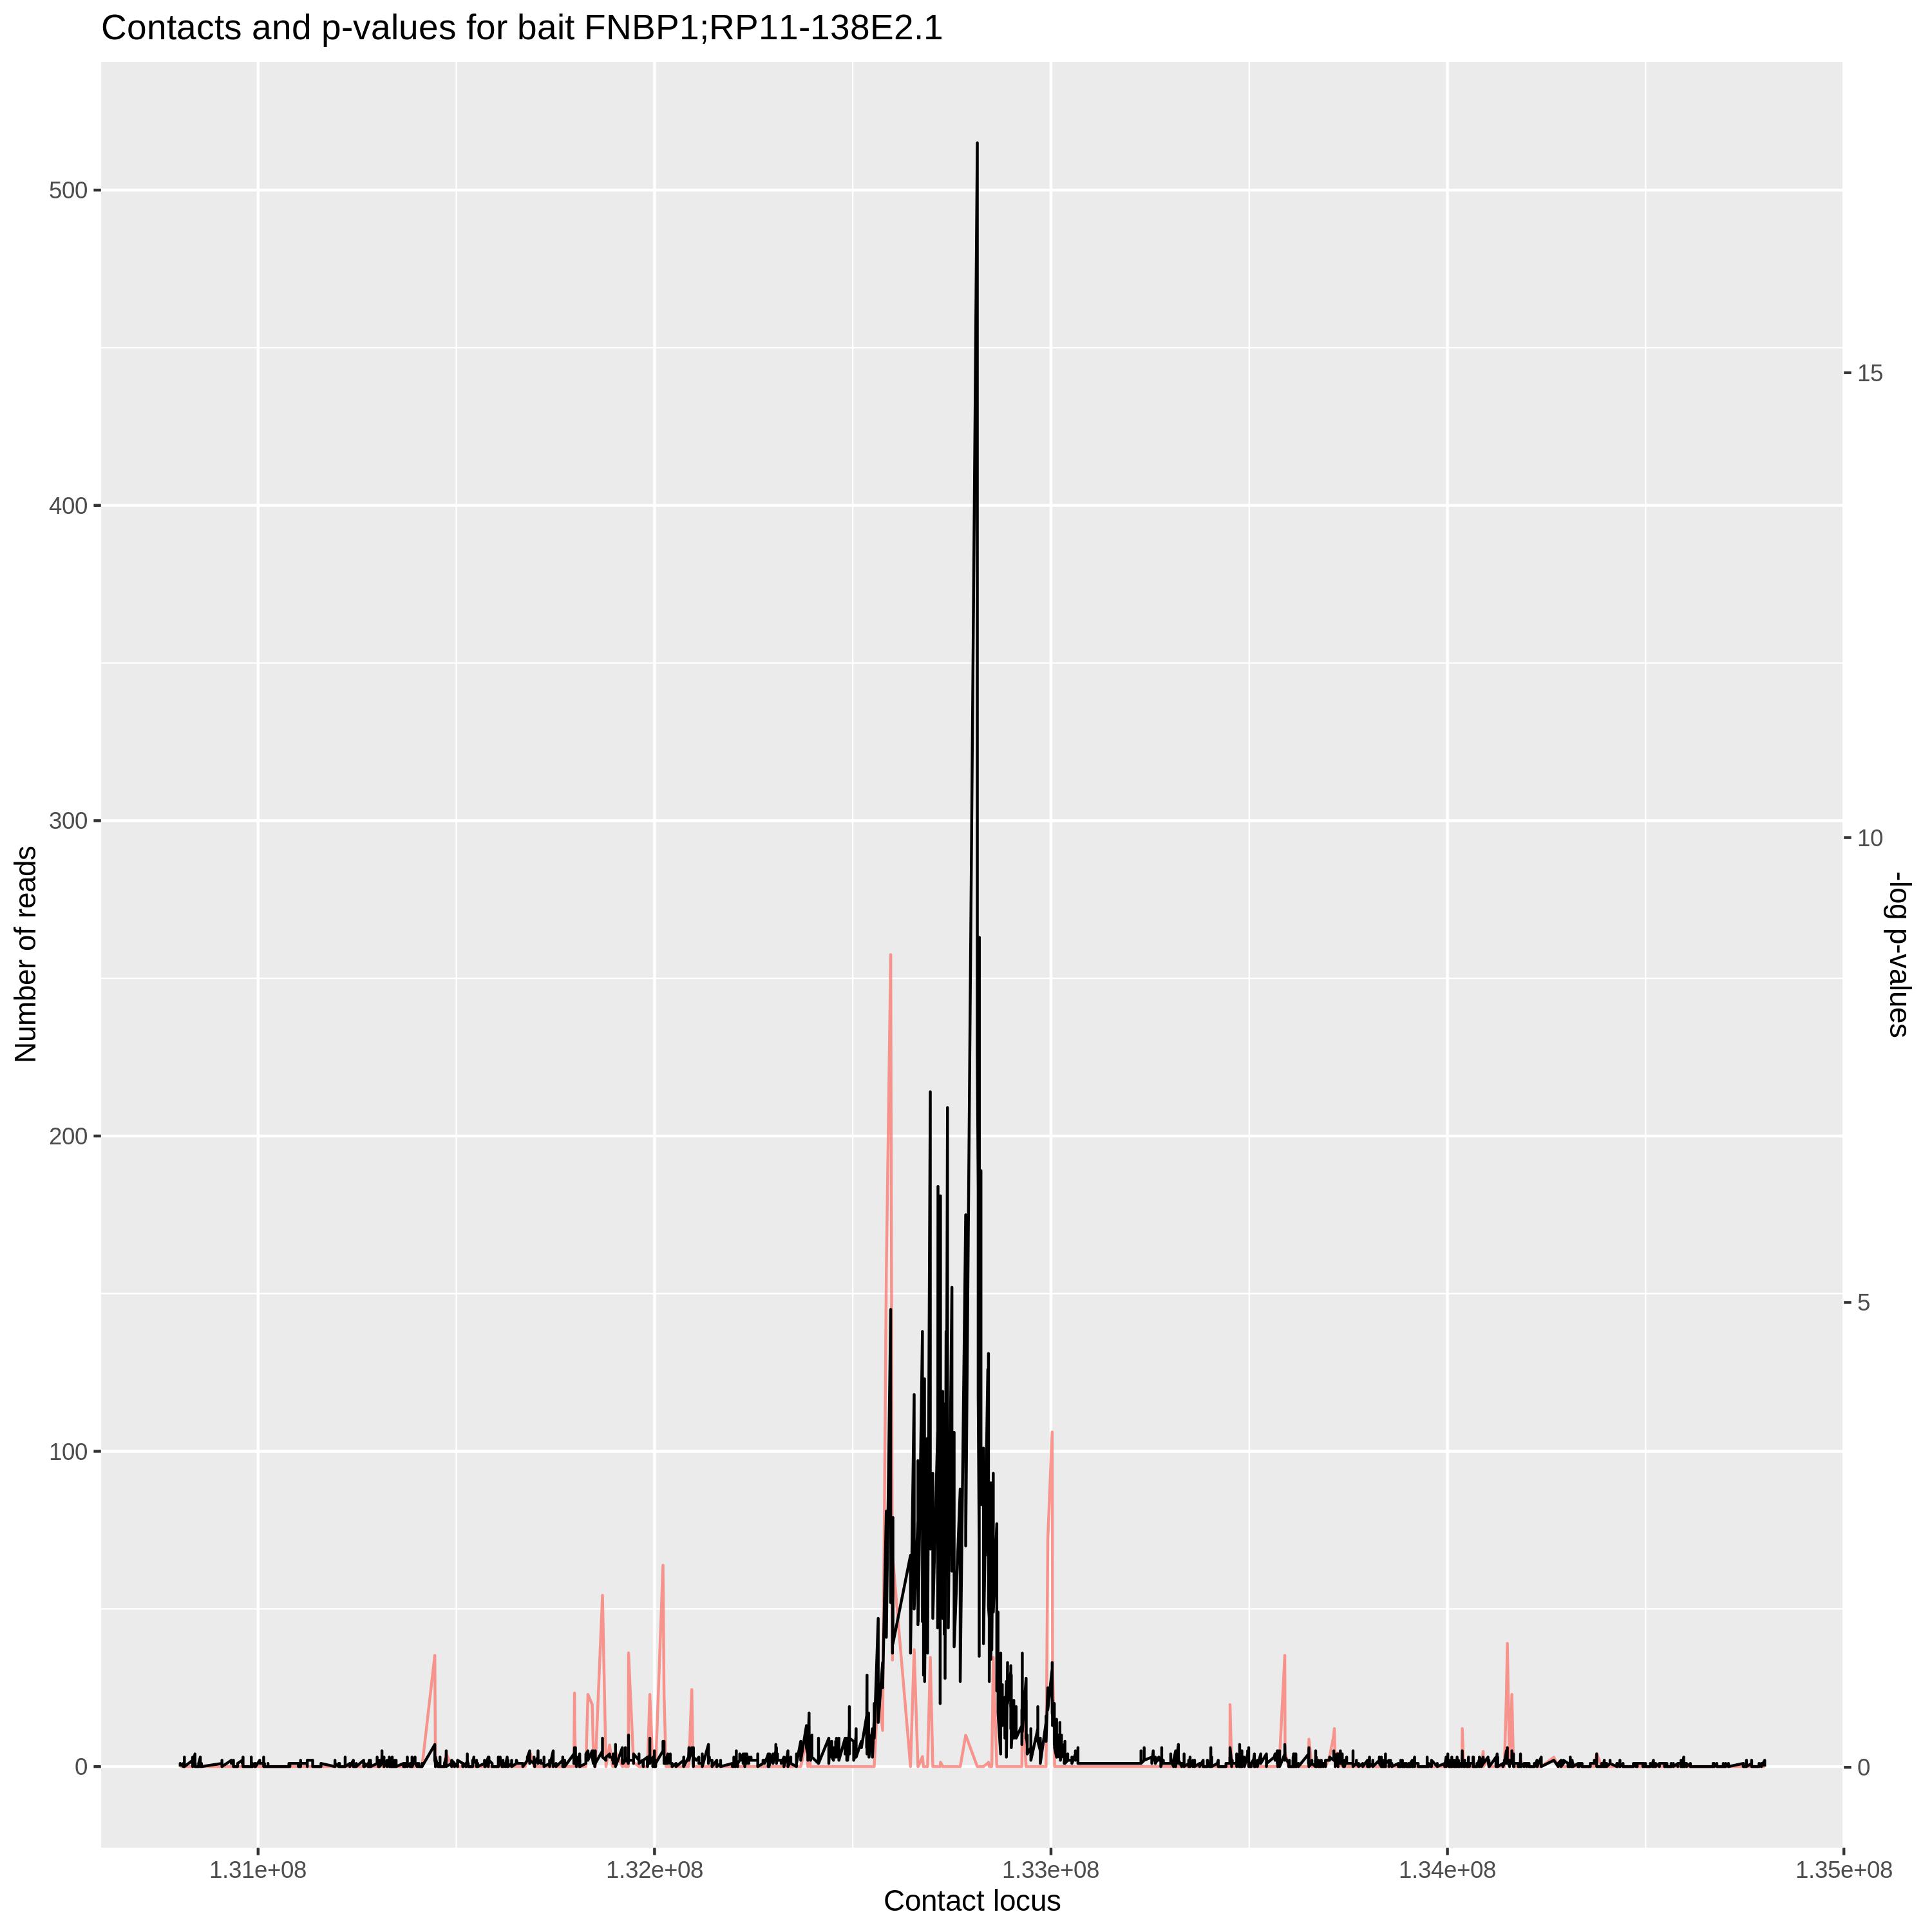 Contacts and p-values for bait FNBP1;RP11-138E2.1
500
400
300
200
100
0
Number of reads
15
10
5
0
-log p-values
1.31e+08
1.32e+08
1.33e+08
1.34e+08
1.35e+08
Contact locus